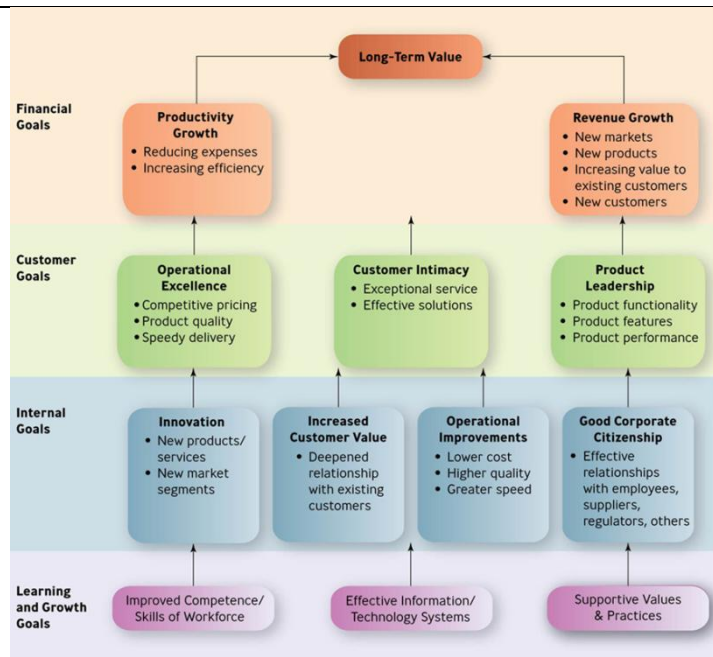 Long-Term Value
Financial
Goals
Productivity
Growth
• Reducing expenses
• Increasing efficiency
Revenue Growth
• New markets
• New products
• Increasing value to
existing customers
• New customers
Customer
Goals
Operational
Excellence
• Competitive pricing
• Product quality
• Speedy delivery
Customer Intimacy
• Exceptional service
• Effective solutions
Product
Leadership
• Product functionality
• Product features
• Product performance
Internal
Goals
Innovation
• New products/
services
• New market
segments
Increased
Customer Value
• Deepened
relationship
with existing
customers
Operational
Improvements
• Lower cost
• Higher quality
• Greater speed
Good Corporate
Citizenship
• Effective
relationships
with employees,
suppliers,
regulators, others
Learning
and Growth
Goals
Improved Competence/
Skills of Workforce
Effective Information/
Technology Systems
Supportive Values
& Practices